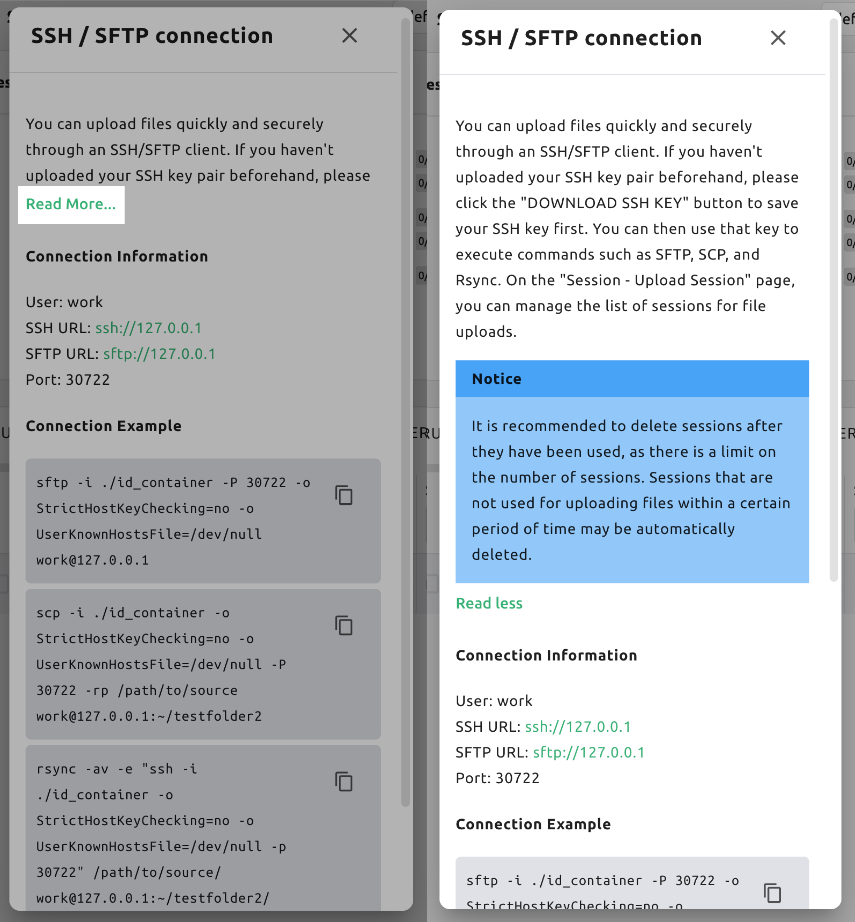 SSH / SFTP connection
You can upload files quickly and securely
through an SSH/SFTP client. If you haven't
uploaded your SSH key pair beforehand, please
Read More...
Connection Information
User: work
SSH URL: ssh://127.0.0.1
SFTP URL: sftp://127.0.0.1
Port: 30722
Connection Example
sftp -i ./id_container -P 30722 -o
StrictHostKeyChecking=no -o
UserKnownHostsFile=/dev/null
work@127.0.0.1
scp -i ./id_container -o
StrictHostKeyChecking=no -o
UserKnownHostsFile=/dev/null -P
30722 -rp /path/to/source
work@127.0.0.1:~/testfolder2
rsync -av -e "ssh -i
./id_container -o
StrictHostKeyChecking=no -o
UserKnownHostsFile=/dev/null -p
30722" /path/to/source/
work@127.0.0.1:~/testfolder2/
SSH / SFTP connection
You can upload files quickly and securely
through an SSH/SFTP client. If you haven't
uploaded your SSH key pair beforehand, please
click the "DOWNLOAD SSH KEY" button to save
your SSH key first. You can then use that key to
execute commands such as SFTP, SCP, and
Rsync. On the "Session - Upload Session" page,
you can manage the list of sessions for file
uploads.
Notice
It is recommended to delete sessions after
they have been used, as there is a limit on
the number of sessions. Sessions that are
not used for uploading files within a certain
period of time may be automatically
deleted.
Read less
Connection Information
User: work
SSH URL: ssh://127.0.0.1
SFTP URL: sftp://127.0.0.1
Port: 30722
Connection Example
sftp -i ./id_container -P 30722 -o
StrictHostKeyChecking=no -o